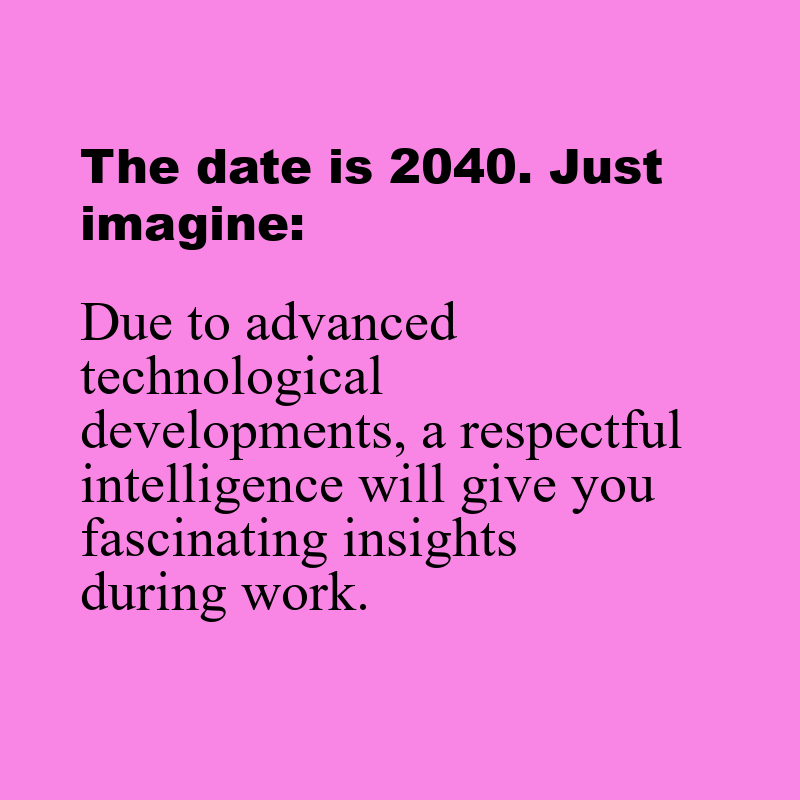 The date is 2040. Just
imagine:
Due to advanced
technological
developments, a respectful
intelligence will give you
fascinating insights
during work.